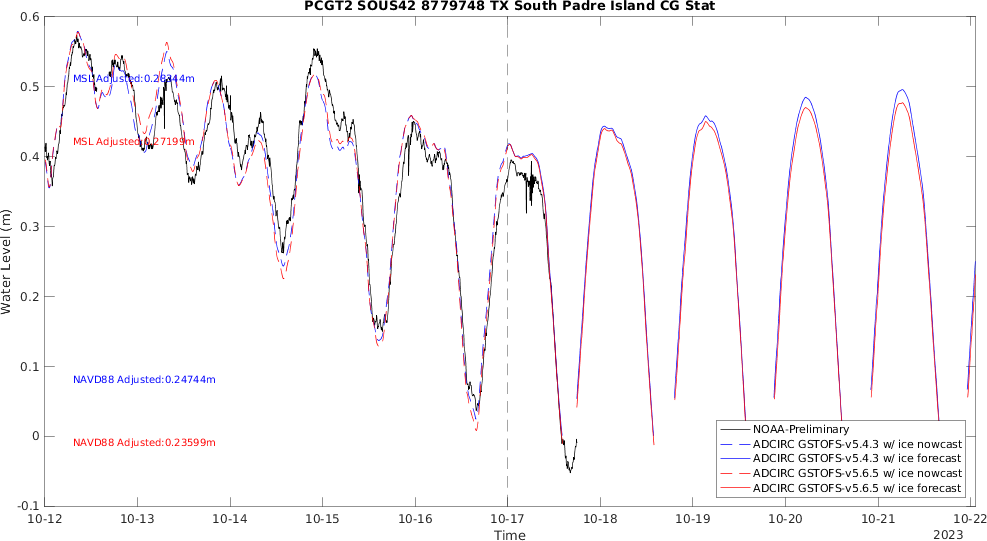 PCGT2 SOUS42 8779748 TX South Padre Island CG Stat
0.6
0.5
0.4
0.3
0.2
0.1
0
-0.1
Water Level (m)
MSL Adjusted:0.28344m
MSL Adjusted:0.27199m
NAVD88 Adjusted:0.24744m
NAVD88 Adjusted:0.23599m
NOAA-Preliminary
ADCIRC GSTOFS-v5.4.3 w/ ice nowcast
ADCIRC GSTOFS-v5.4.3 w/ ice forecast
ADCIRC GSTOFS-v5.6.5 w/ ice nowcast
ADCIRC GSTOFS-v5.6.5 w/ ice forecast
10-12 10-13 10-14 10-15 10-16 10-17 10-18 10-19 10-20 10-21 10-22
Time
2023